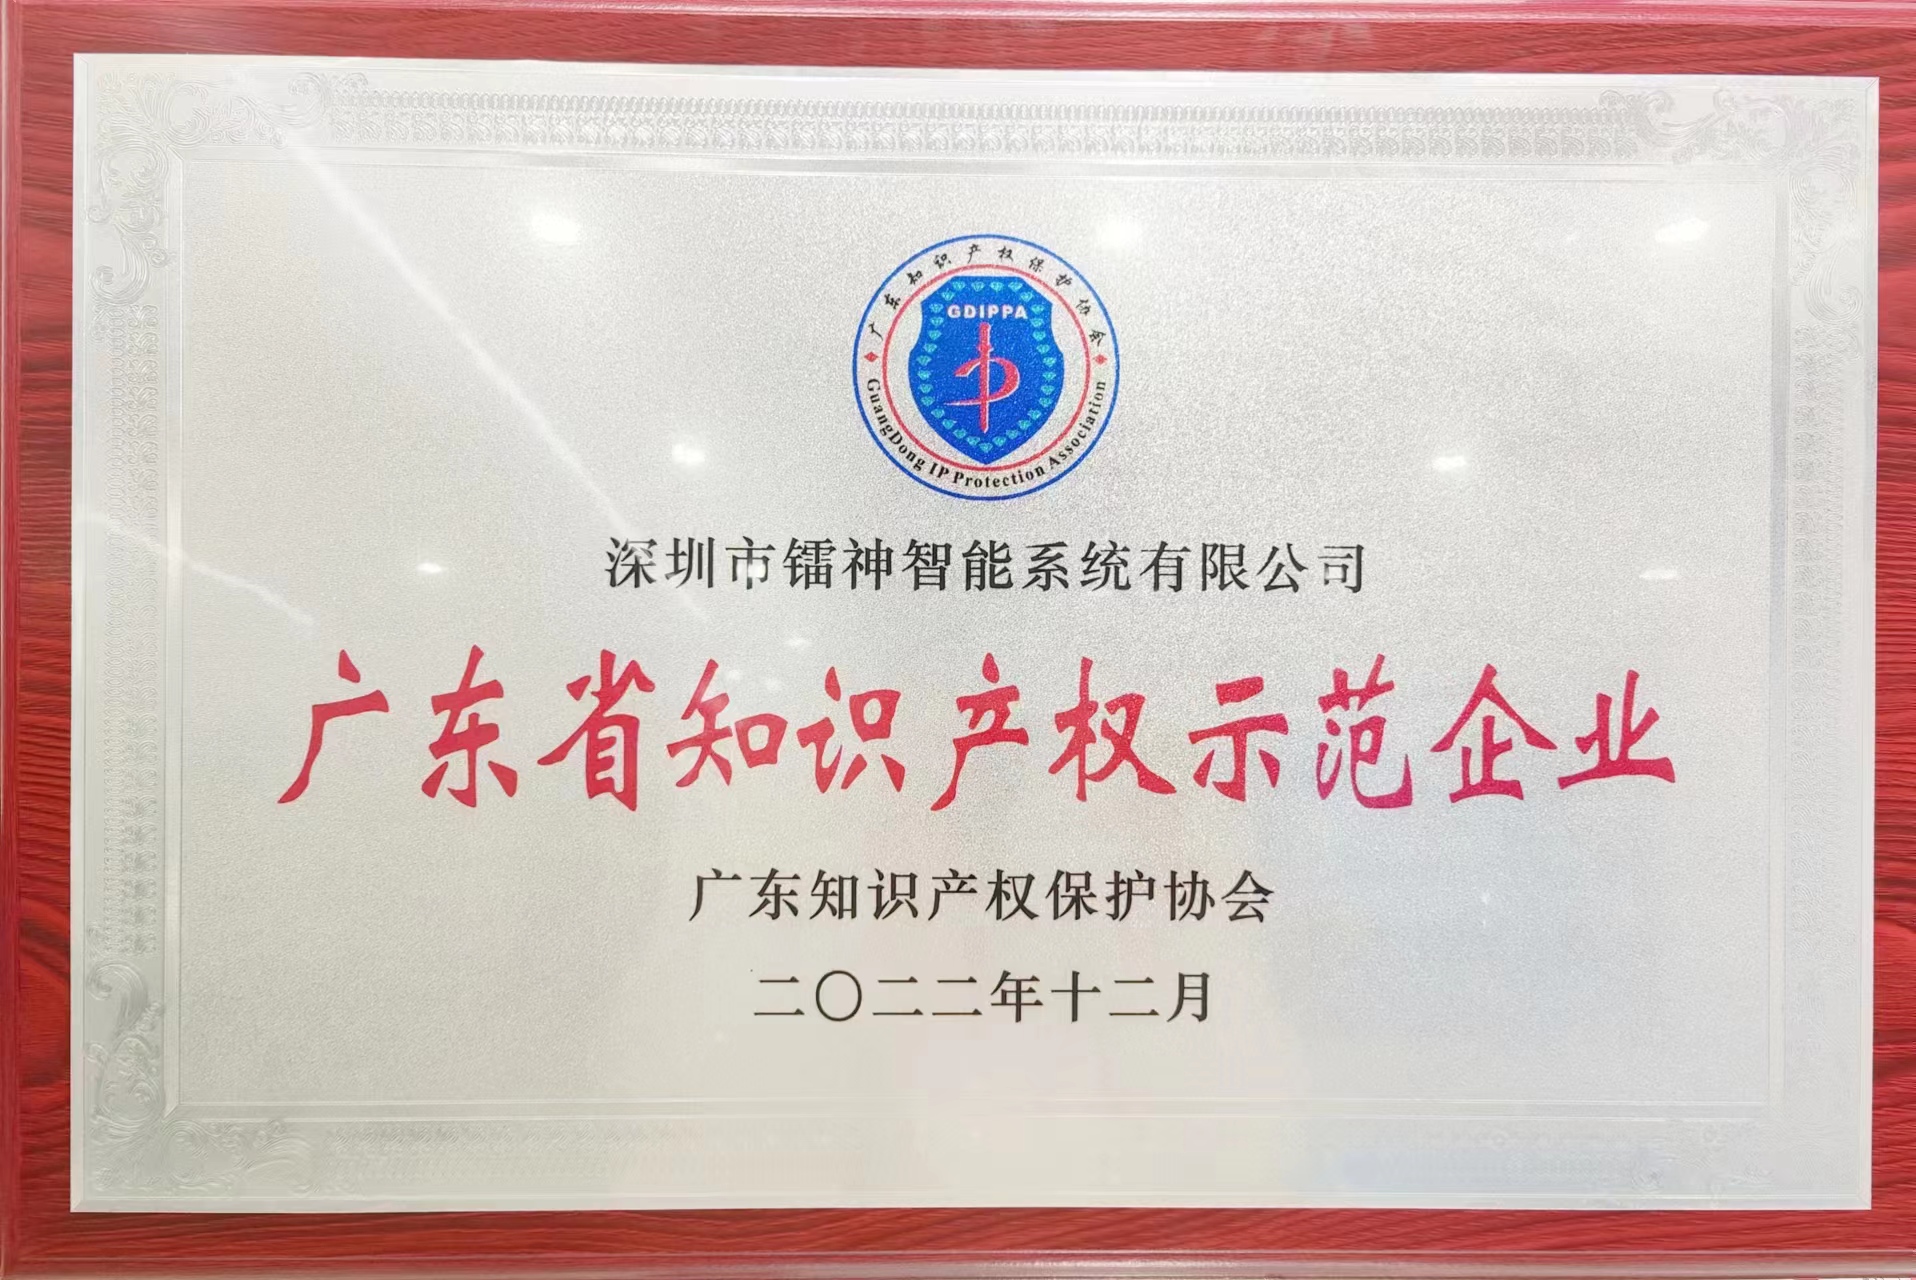 广东知识产权保护协会
GDIPPA
GuangDong IP Protection Association
深圳市镭神智能系统有限公司
广东省知识产权示范企业
广东知识产权保护协会
二〇二二年十二月